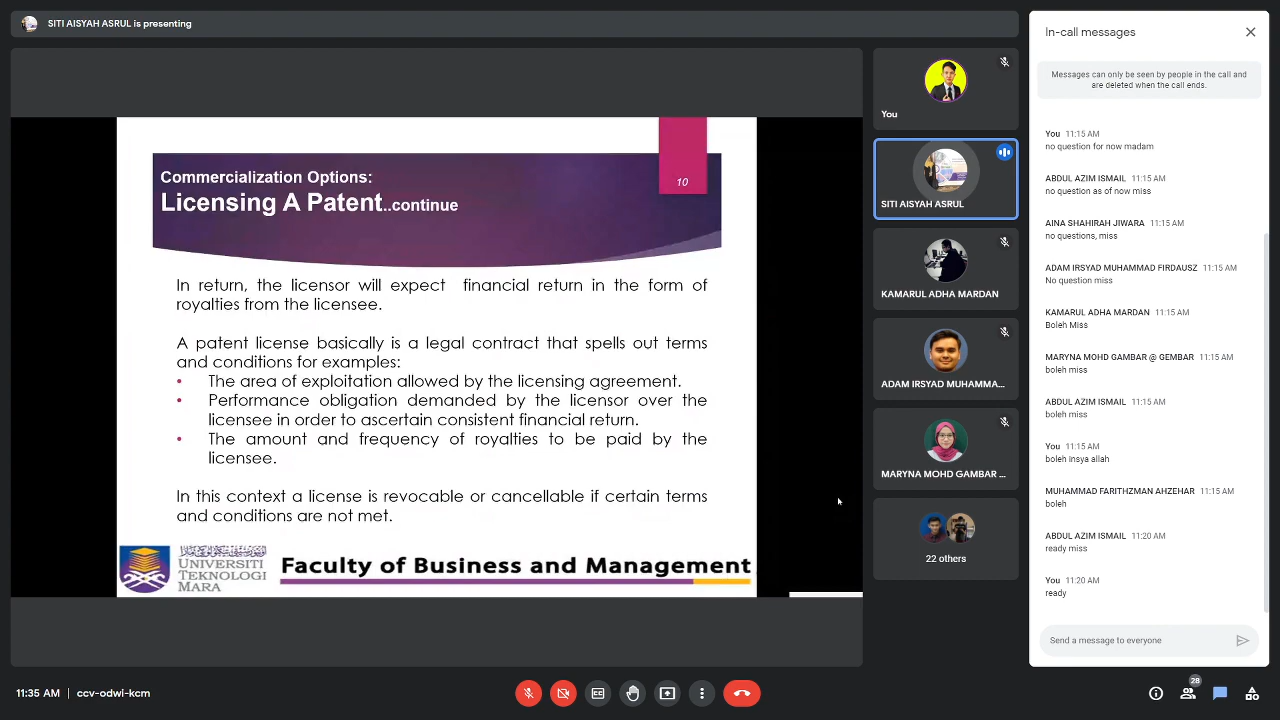 SITI AISYAH ASRUL is presenting
Commercialization Options:
Licensing A Patent..continue
10
In return, the licensor will expect financial return in the form of
royalties from the licensee.
A patent license basically is a legal contract that spells out terms
and conditions for examples:
• The area of exploitation allowed by the licensing agreement.
• Performance obligation demanded by the licensor over the
licensee in order to ascertain consistent financial return.
• The amount and frequency of royalties to be paid by the
licensee.
In this context a license is revocable or cancellable if certain terms
and conditions are not met.
UNIVERSITI
TEKNOLOGI
MARA
Faculty of Business and Management
You
SITI AISYAH ASRUL
KAMARUL ADHA MARDAN
ADAM IRSYAD MUHAMMA...
MARYNA MOHD GAMBAR ...
22 others
In-call messages
Messages can only be seen by people in the call and
are deleted when the call ends.
You 11:15 AM
no question for now madam
ABDUL AZIM ISMAIL 11:15 AM
no question as of now miss
AINA SHAHIRAH JIWARA 11:15 AM
no questions, miss
ADAM IRSYAD MUHAMMAD FIRDAUSZ 11:15 AM
No question miss
KAMARUL ADHA MARDAN 11:15 AM
Boleh Miss
MARYNA MOHD GAMBAR @ GEMBAR 11:15 AM
boleh miss
ABDUL AZIM ISMAIL 11:15 AM
boleh miss
You 11:15 AM
boleh insya allah
MUHAMMAD FARITHZMAN AHZEHAR 11:15 AM
boleh
ABDUL AZIM ISMAIL 11:20 AM
ready miss
You 11:20 AM
ready
Send a message to everyone
11:35 AM | ccv-odwi-kcm
28